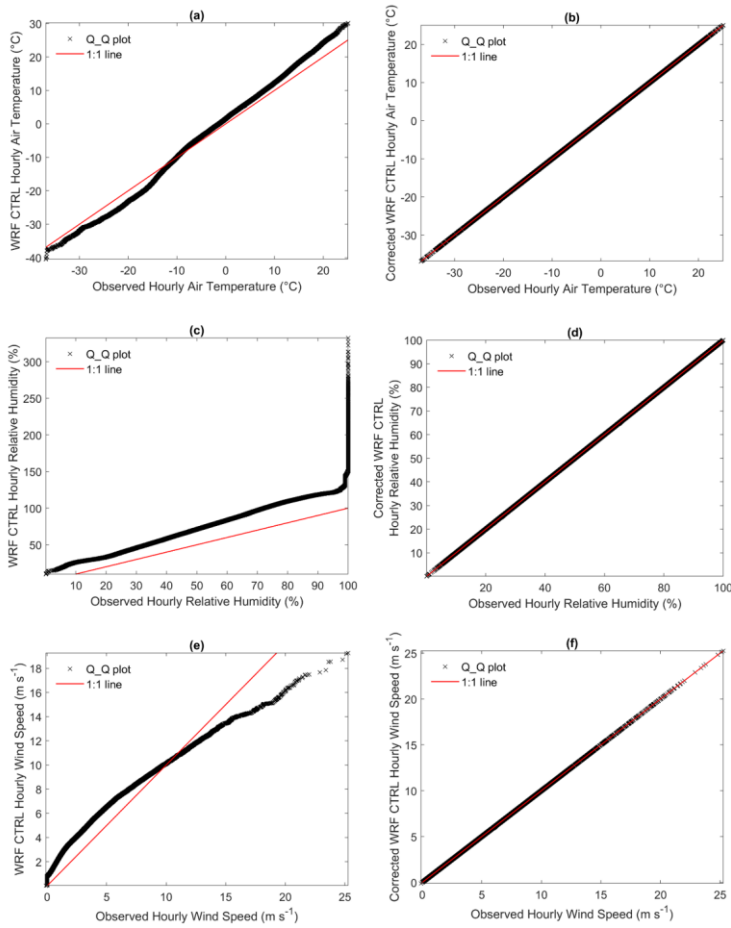 (a)
WRF CTRL Hourly Air Temperature (°C)
30
20
10
0
-10
-20
-30
-40
× Q_Q plot
1:1 line
-30 -20 -10 0 10 20
Observed Hourly Air Temperature (°C)
(b)
Corrected WRF CTRL Hourly Air Temperature (°C)
20
10
0
-10
-20
-30
× Q_Q plot
1:1 line
-30 -20 -10 0 10 20
Observed Hourly Air Temperature (°C)
(c)
WRF CTRL Hourly Relative Humidity (%)
300
250
200
150
100
50
× Q_Q plot
1:1 line
10 20 30 40 50 60 70 80 90 100
Observed Hourly Relative Humidity (%)
(d)
Corrected WRF CTRL
Hourly Relative Humidity (%)
100
90
80
70
60
50
40
30
20
10
× Q_Q plot
1:1 line
20 40 60 80 100
Observed Hourly Relative Humidity (%)
(e)
WRF CTRL Hourly Wind Speed (m s⁻¹)
18
16
14
12
10
8
6
4
2
× Q_Q plot
1:1 line
0 5 10 15 20 25
Observed Hourly Wind Speed (m s⁻¹)
(f)
Corrected WRF CTRL Hourly Wind Speed (m s⁻¹)
25
20
15
10
5
0
× Q_Q plot
1:1 line
0 5 10 15 20 25
Observed Hourly Wind Speed (m s⁻¹)